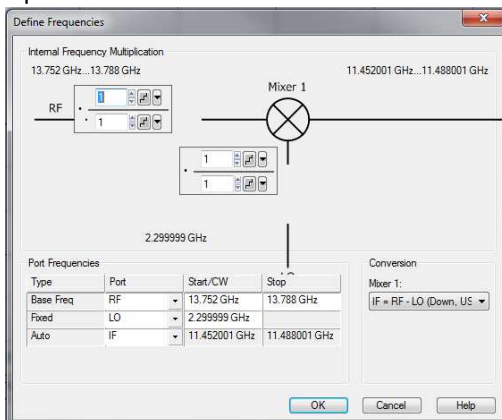 Define Frequencies
Internal Frequency Multiplication
13.752 GHz...13.788 GHz
11.452001 GHz...11.488001 GHz
Mixer 1
RF
1
1
1
1
2.299999 GHz
Port Frequencies
Type Port Start/CW Stop
Base Freq RF 13.752 GHz 13.788 GHz
Fixed LO 2.299999 GHz
Auto IF 11.452001 GHz 11.488001 GHz
Conversion
Mixer 1:
IF = RF - LO (Down, US
OK Cancel Help